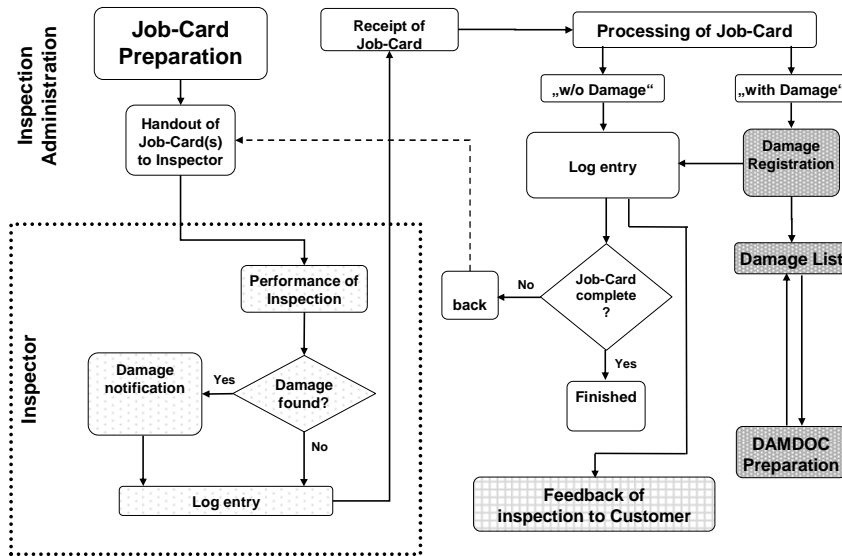 Inspection
Administration
Job-Card
Preparation
Handout of
Job-Card(s)
to Inspector
Receipt of
Job-Card
Processing of Job-Card
„w/o Damage“
„with Damage“
Log entry
Damage
Registration
Damage List
DAMDOC
Preparation
Job-Card
complete
?
No
back
Yes
Finished
Feedback of
inspection to Customer
Inspector
Performance of
Inspection
Damage
found?
Yes
Damage
notification
No
Log entry